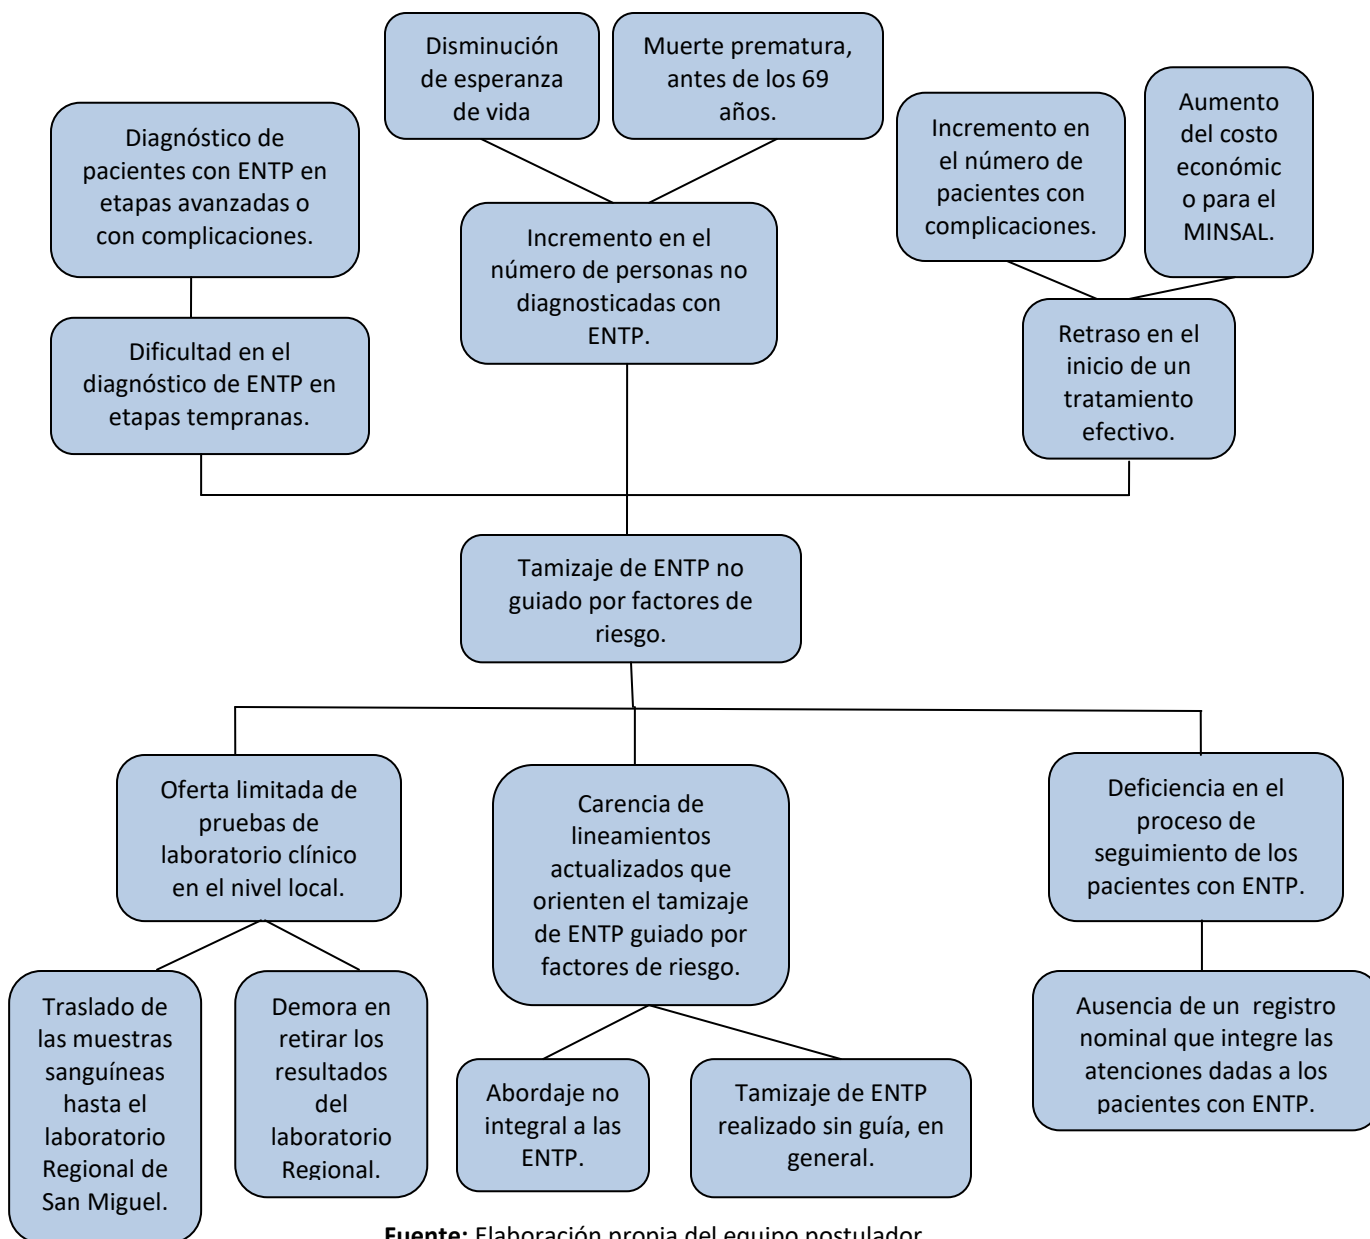 Disminución
de esperanza
de vida
Muerte prematura,
antes de los 69
años.
Diagnóstico de
pacientes con ENTP en
etapas avanzadas o
con complicaciones.
Incremento en
el número de
pacientes con
complicaciones.
Aumento
del costo
económic
o para el
MINSAL.
Incremento en el
número de personas no
diagnosticadas con
ENTP.
Dificultad en el
diagnóstico de ENTP en
etapas tempranas.
Retraso en el
inicio de un
tratamiento
efectivo.
Tamizaje de ENTP no
guiado por factores de
riesgo.
Oferta limitada de
pruebas de
laboratorio clínico
en el nivel local.
Carencia de
lineamientos
actualizados que
orienten el tamizaje
de ENTP guiado por
factores de riesgo.
Deficiencia en el
proceso de
seguimiento de los
pacientes con ENTP.
Traslado de
las muestras
sanguíneas
hasta el
laboratorio
Regional de
San Miguel.
Demora en
retirar los
resultados
del
laboratorio
Regional.
Abordaje no
integral a las
ENTP.
Tamizaje de ENTP
realizado sin guía, en
general.
Ausencia de un registro
nominal que integre las
atenciones dadas a los
pacientes con ENTP.
Fuente: Elaboración propia del equipo postulador